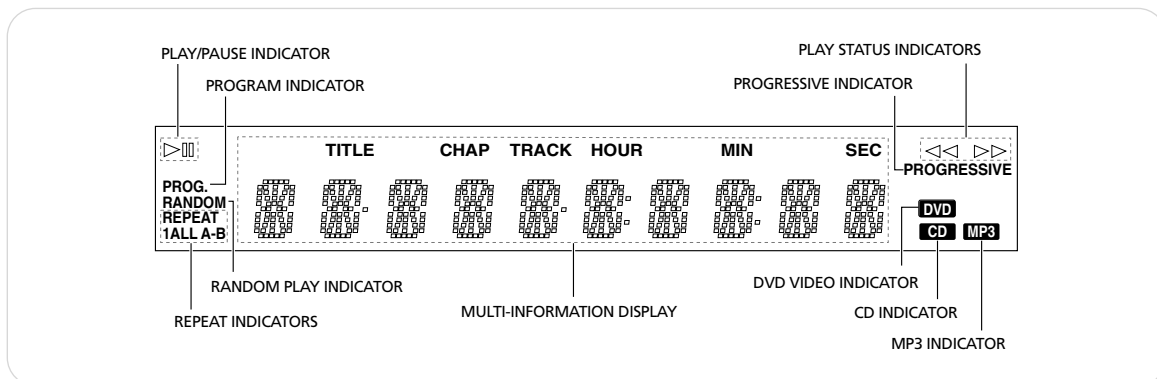 PLAY/PAUSE INDICATOR
PLAY STATUS INDICATORS
PROGRAM INDICATOR
PROGRESSIVE INDICATOR
TITLE CHAP TRACK HOUR MIN SEC
PROGRESSIVE
PROG.
RANDOM
REPEAT
1ALL A-B
DVD
CD MP3
RANDOM PLAY INDICATOR
DVD VIDEO INDICATOR
MULTI-INFORMATION DISPLAY
CD INDICATOR
REPEAT INDICATORS
MP3 INDICATOR